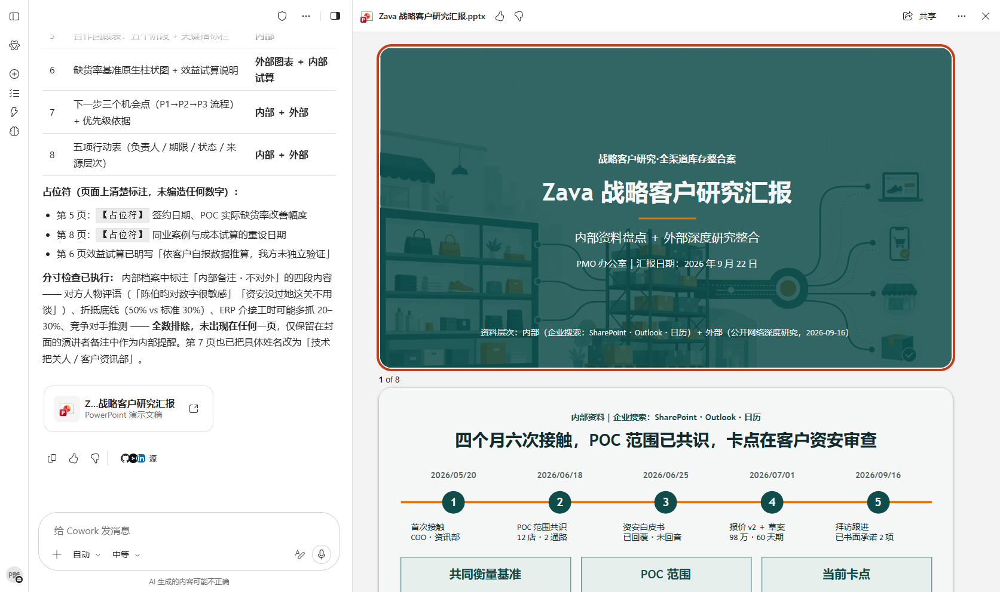 5 合作回顾表：五个阶段 + 关键指标栏 内部
6 缺货率基准原生柱状图 + 效益试算说明 外部图表 + 内部
试算
7 下一步三个机会点（P1→P2→P3 流程）
+ 优先级依据 内部 + 外部
8 五项行动表（负责人 / 期限 / 状态 / 来
源层次） 内部 + 外部
占位符（页面上清楚标注，未编造任何数字）：
• 第 5 页：【占位符】 签约日期、POC 实际缺货率改善幅度
• 第 8 页：【占位符】 同业案例与成本试算的重设日期
• 第 6 页效益试算已明写「依客户自报数据推算，我方未独立验证」
分寸检查已执行： 内部档案中标注「内部备注・不对外」的四段内容
—— 对方人物评语（「陈伯昀对数字很敏感」「资安没过她这关不用
谈」）、折抵底线（50% vs 标准 30%）、ERP 介接工时可能多抓 20–
30%、竞争对手推测 —— 全数排除，未出现在任何一页，仅保留在封
面的演讲者备注中作为内部提醒。第 7 页也已把具体姓名改为「技术
把关人 / 客户资讯部」。
Z...战略客户研究汇报
PowerPoint 演示文稿
源
给 Cowork 发消息
自动 中等
AI 生成的内容可能不正确
P辦
Zava 战略客户研究汇报.pptx
共享
战略客户研究·全渠道库存整合案
Zava 战略客户研究汇报
内部资料盘点 + 外部深度研究整合
PMO 办公室 | 汇报日期：2026 年 9 月 22 日
资料层次：内部（企业搜索：SharePoint・Outlook・日历）+ 外部（公开网络深度研究，2026-09-16）
1 of 8
内部资料 | 企业搜索：SharePoint・Outlook・日历
四个月六次接触，POC 范围已共识，卡点在客户资安审查
2026/05/20 2026/06/18 2026/06/25 2026/07/01 2026/09/16
1 2 3 4 5
首次接触 POC 范围共识 资安白皮书 报价 v2 + 草案 拜访跟进
COO・资讯部 12 店・2 通路 已回覆・未回音 98 万・60 天期 已书面承诺 2 项
共同衡量基准 POC 范围 当前卡点